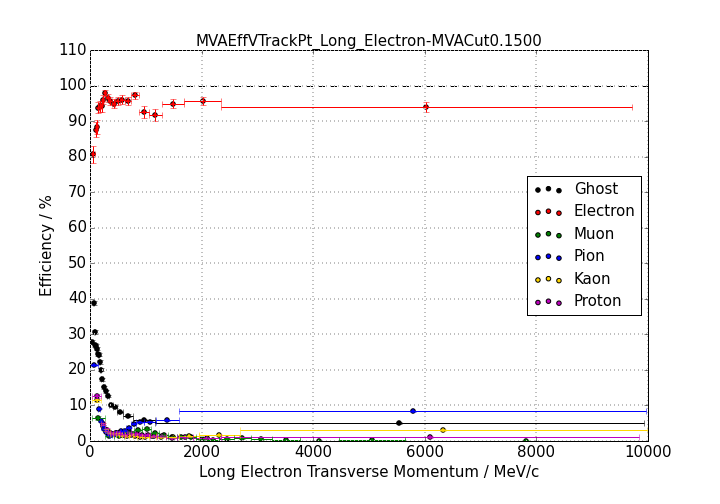 MVAEffVTrackPt_Long_Electron-MVACut0.1500
110
100
90
80
70
60
50
40
30
20
10
0
Efficiency / %
Ghost
Electron
Muon
Pion
Kaon
Proton
0 2000 4000 6000 8000 10000
Long Electron Transverse Momentum / MeV/c